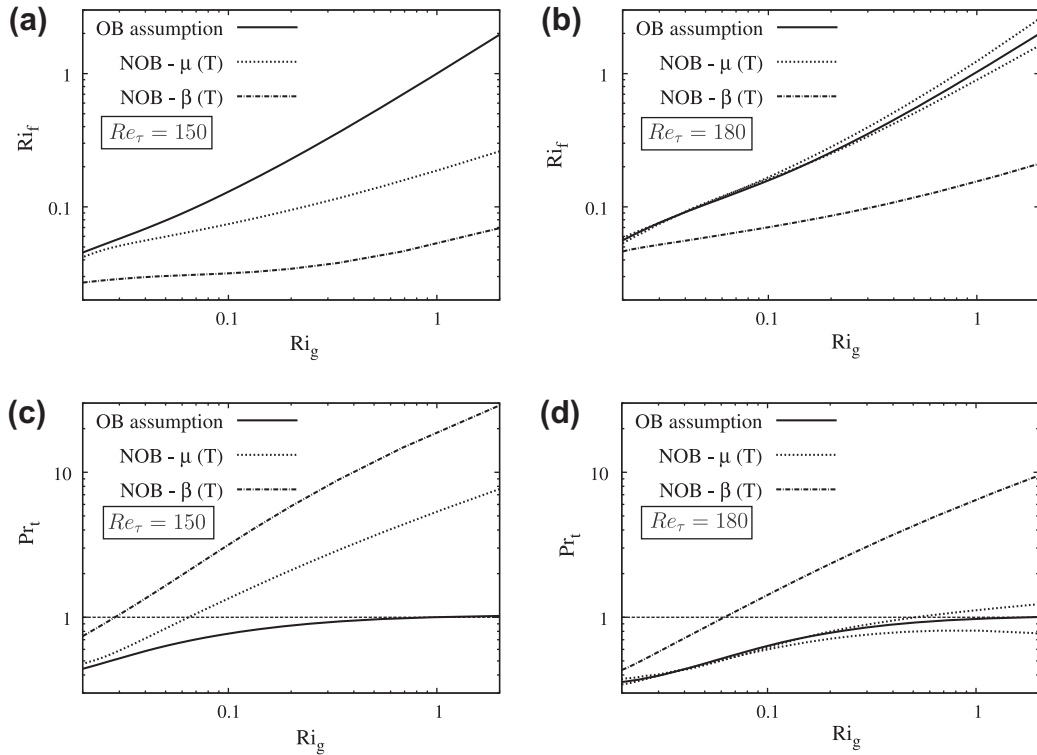 (a)
OB assumption
NOB - μ (T)
NOB - β (T)
Re_τ = 150
1
0.1
Ri_f
0.1
1
Ri_g
(b)
OB assumption
NOB - μ (T)
NOB - β (T)
Re_τ = 180
1
0.1
Ri_f
0.1
1
Ri_g
(c)
OB assumption
NOB - μ (T)
NOB - β (T)
Re_τ = 150
10
1
Pr_t
0.1
1
Ri_g
(d)
OB assumption
NOB - μ (T)
NOB - β (T)
Re_τ = 180
10
1
Pr_t
0.1
1
Ri_g